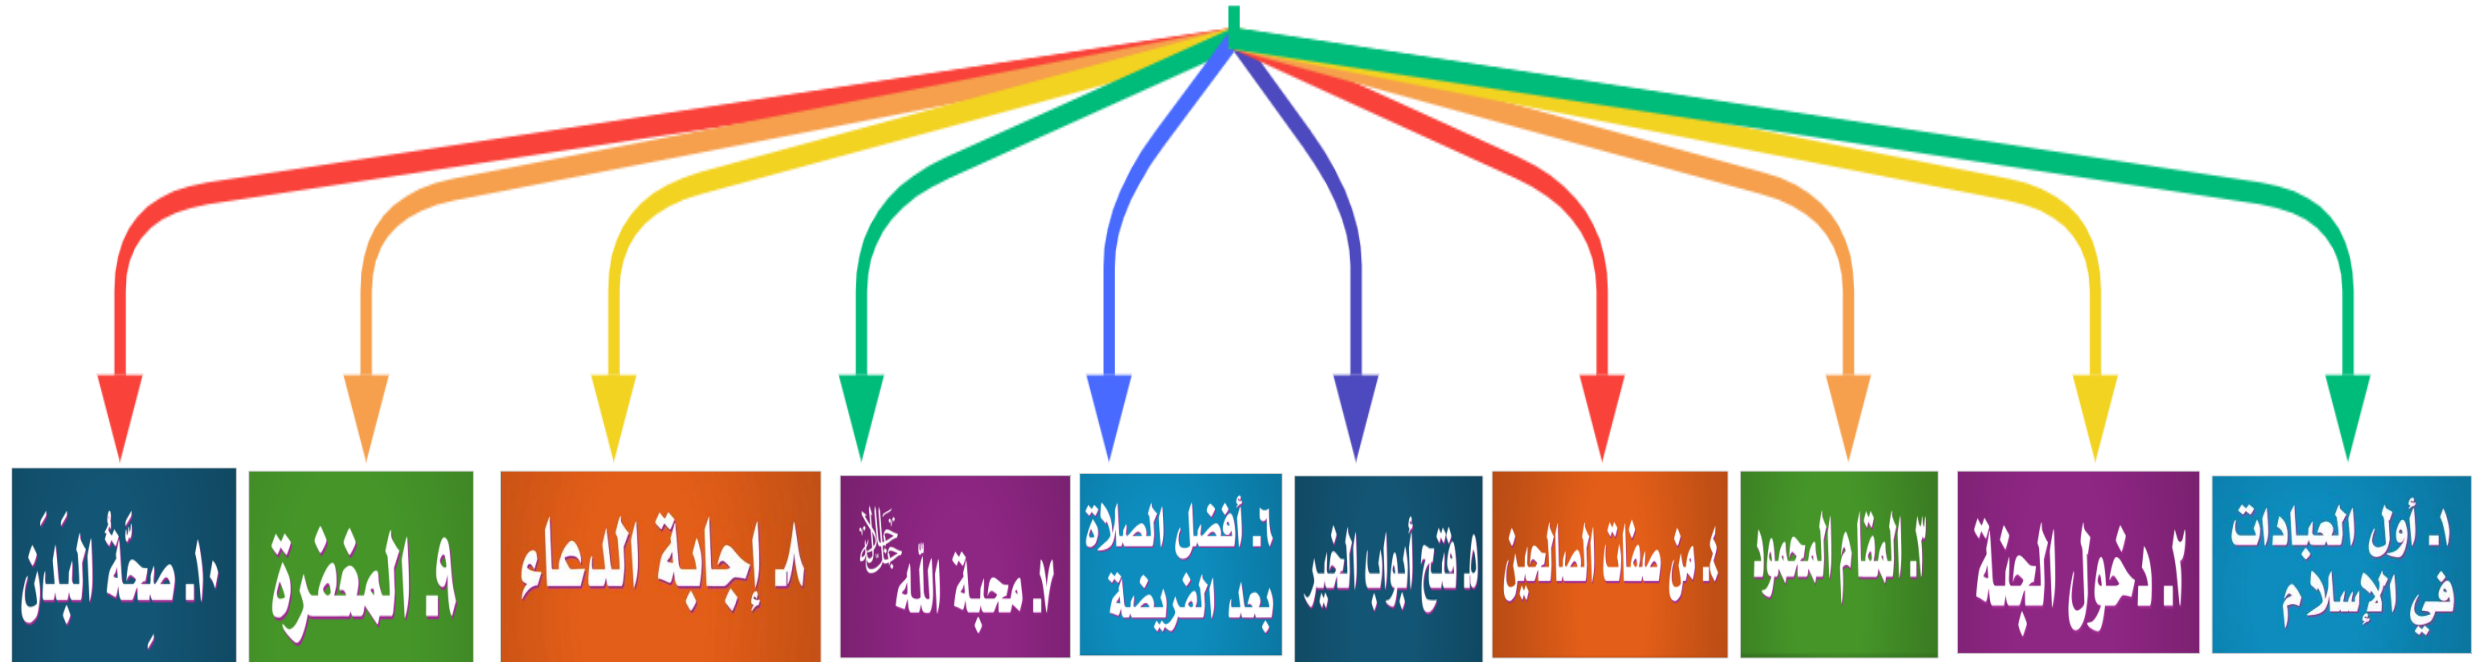 ١. أول العبادات
في الإسلام
٢. دخول الجنة
٣. المقام المحمود
٤. من صفات الصالحين
٥. فتح أبواب الخير
٦. أفضل الصلاة
بعد الفريضة
٧. محبة الله ﷻ
٨. إجابة الدعاء
٩. المغفرة
١٠. صِحَّةُ البَدَنَ